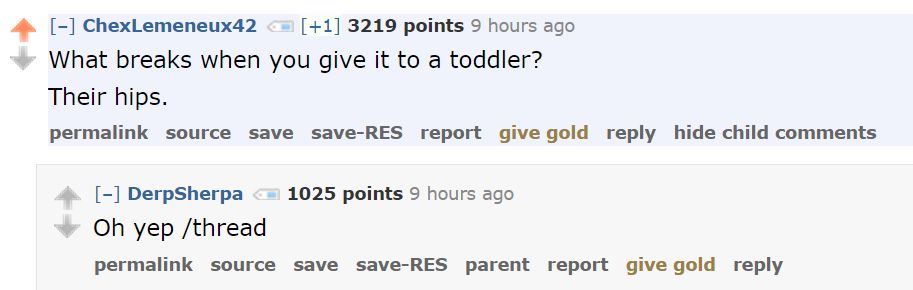 [–] ChexLemeneux42 [+1] 3219 points 9 hours ago
What breaks when you give it to a toddler?
Their hips.
permalink source save save-RES report give gold reply hide child comments
[–] DerpSherpa 1025 points 9 hours ago
Oh yep /thread
permalink source save save-RES parent report give gold reply